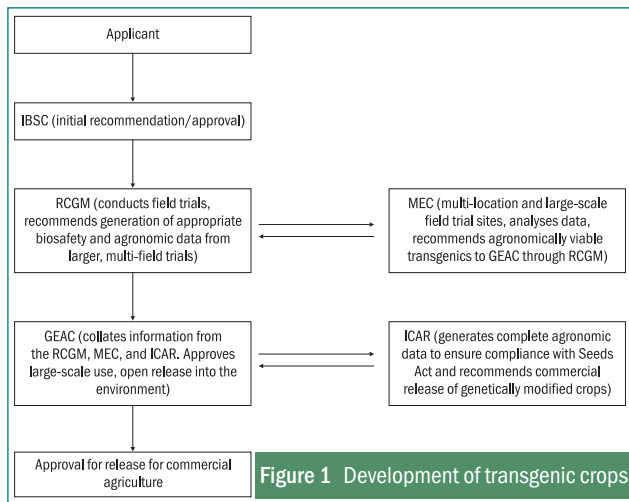 Applicant
IBSC (initial recommendation/approval)
RCGM (conducts field trials,
recommends generation of appropriate
biosafety and agronomic data from
larger, multi-field trials)
MEC (multi-location and large-scale
field trial sites, analyses data,
recommends agronomically viable
transgenics to GEAC through RCGM)
GEAC (collates information from
the RCGM, MEC, and ICAR. Approves
large-scale use, open release into the
environment)
ICAR (generates complete agronomic
data to ensure compliance with Seeds
Act and recommends commercial
release of genetically modified crops)
Approval for release for commercial
agriculture
Figure 1 Development of transgenic crops